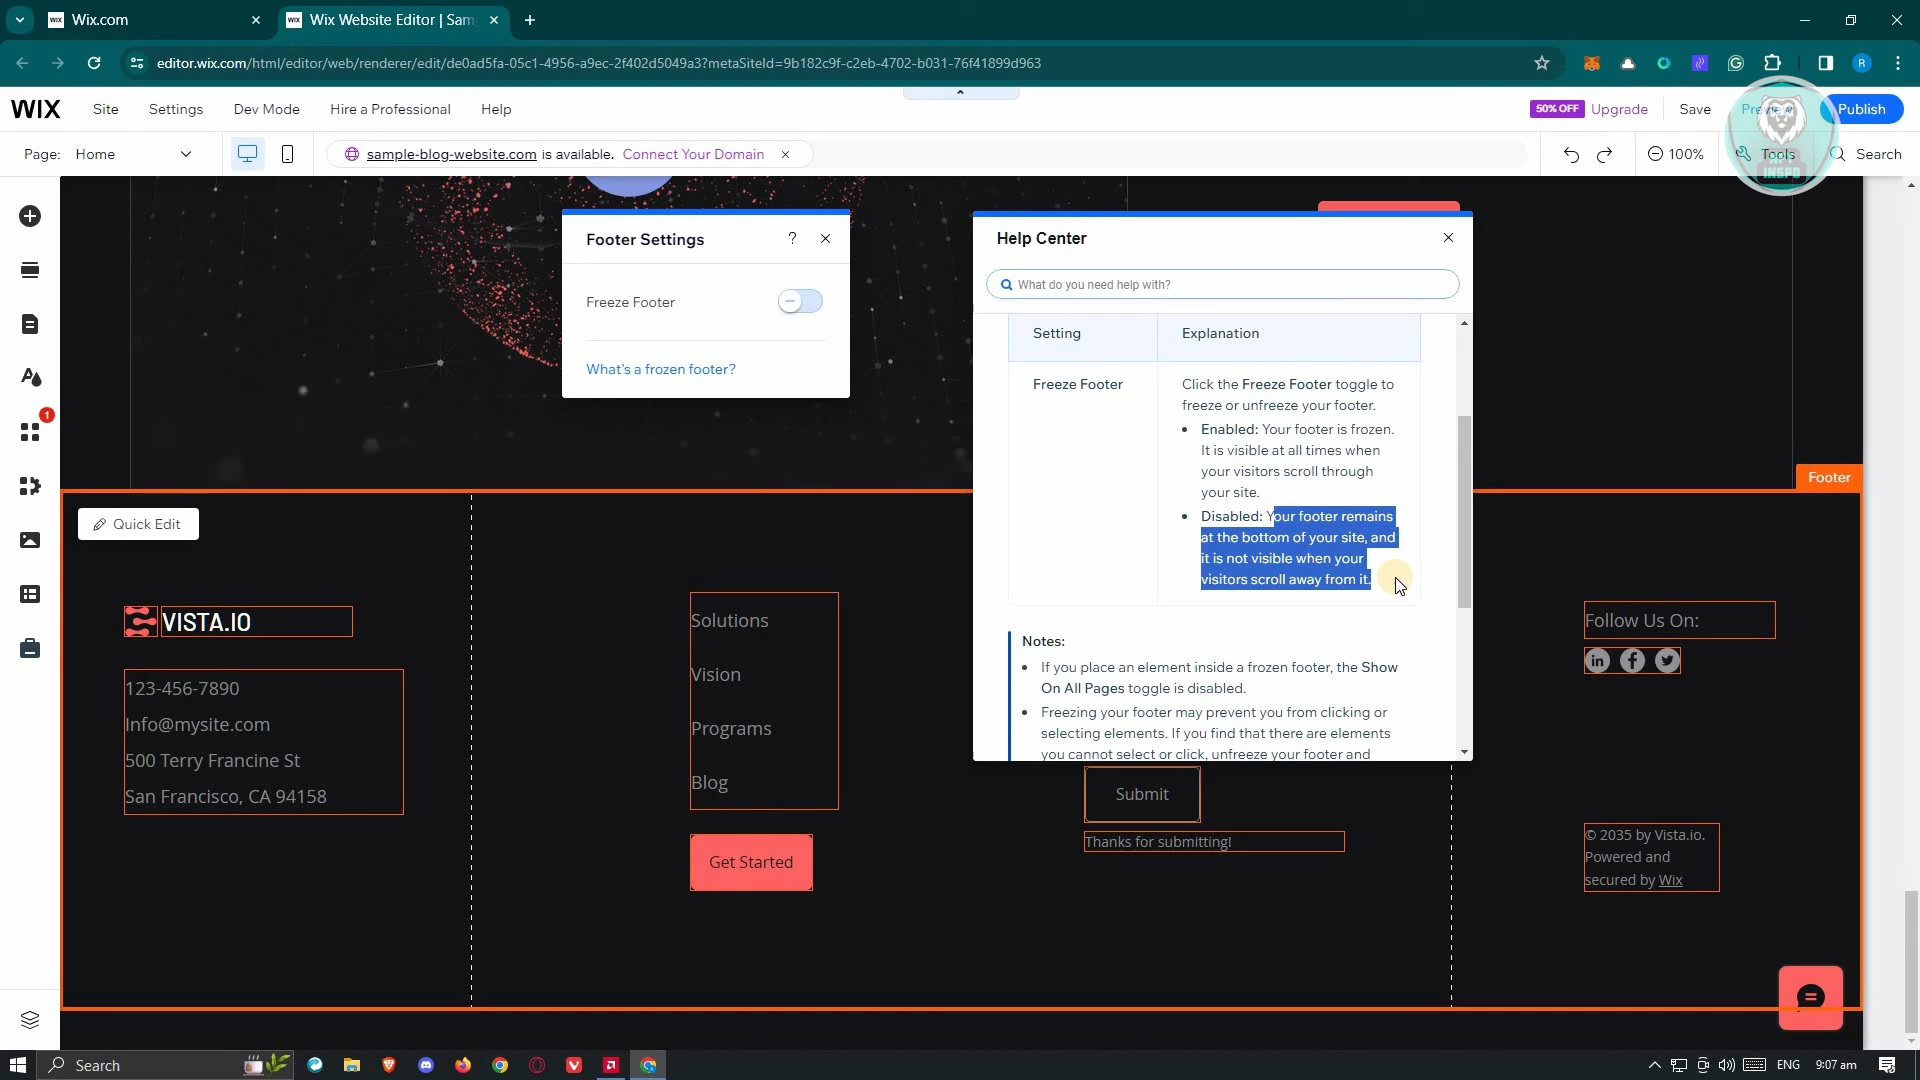 Wix.com
Wix Website Editor | Sam
editor.wix.com/html/editor/web/renderer/edit/de0ad5fa-05c1-4956-a9ec-2f402d5049a3?metaSiteId=9b182c9f-c2eb-4702-b031-76f41899d963
R
WIX
Site
Settings
Dev Mode
Hire a Professional
Help
50% OFF
Upgrade
Save
Preview
Publish
Page:
Home
sample-blog-website.com is available. Connect Your Domain
100%
Tools
Search
INSPO
Footer Settings
?
Freeze Footer
What's a frozen footer?
Help Center
What do you need help with?
Setting
Explanation
Freeze Footer
Click the Freeze Footer toggle to
freeze or unfreeze your footer.
Enabled: Your footer is frozen.
It is visible at all times when
your visitors scroll through
your site.
Disabled: Your footer remains
at the bottom of your site, and
it is not visible when your
visitors scroll away from it.
Notes:
If you place an element inside a frozen footer, the Show
On All Pages toggle is disabled.
Freezing your footer may prevent you from clicking or
selecting elements. If you find that there are elements
you cannot select or click, unfreeze your footer and
1
Footer
Quick Edit
VISTA.IO
123-456-7890
Info@mysite.com
500 Terry Francine St
San Francisco, CA 94158
Solutions
Vision
Programs
Blog
Get Started
Submit
Thanks for submitting!
Follow Us On:
© 2035 by Vista.io.
Powered and
secured by Wix
Search
ENG
9:07 am